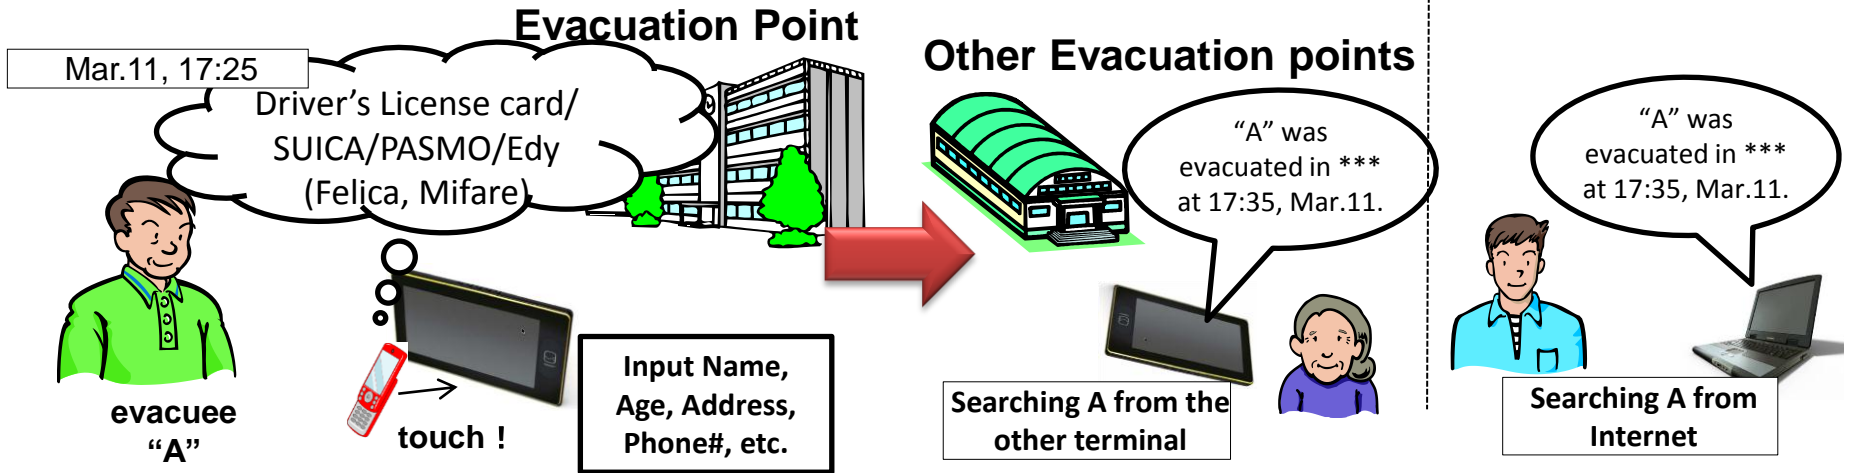 Evacuation Point
Mar.11, 17:25
Driver’s License card/
SUICA/PASMO/Edy
(Felica, Mifare)
evacuee
“A”
touch !
Input Name,
Age, Address,
Phone#, etc.
Other Evacuation points
“A” was
evacuated in ***
at 17:35, Mar.11.
Searching A from the
other terminal
“A” was
evacuated in ***
at 17:35, Mar.11.
Searching A from
Internet